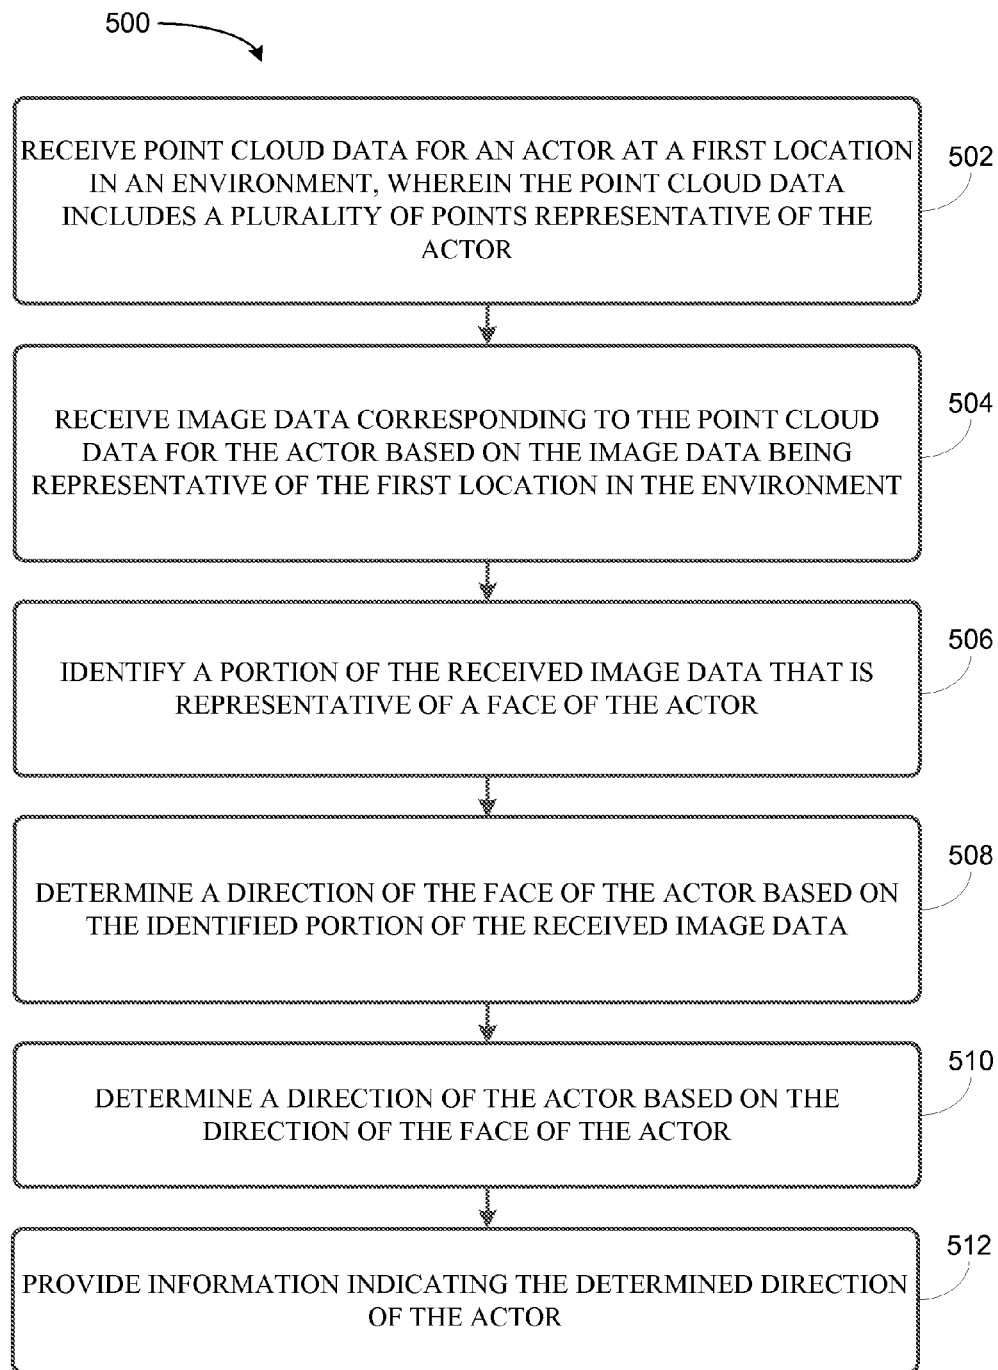 500
RECEIVE POINT CLOUD DATA FOR AN ACTOR AT A FIRST LOCATION
IN AN ENVIRONMENT, WHEREIN THE POINT CLOUD DATA
INCLUDES A PLURALITY OF POINTS REPRESENTATIVE OF THE
ACTOR
502
RECEIVE IMAGE DATA CORRESPONDING TO THE POINT CLOUD
DATA FOR THE ACTOR BASED ON THE IMAGE DATA BEING
REPRESENTATIVE OF THE FIRST LOCATION IN THE ENVIRONMENT
504
IDENTIFY A PORTION OF THE RECEIVED IMAGE DATA THAT IS
REPRESENTATIVE OF A FACE OF THE ACTOR
506
DETERMINE A DIRECTION OF THE FACE OF THE ACTOR BASED ON
THE IDENTIFIED PORTION OF THE RECEIVED IMAGE DATA
508
DETERMINE A DIRECTION OF THE ACTOR BASED ON THE
DIRECTION OF THE FACE OF THE ACTOR
510
PROVIDE INFORMATION INDICATING THE DETERMINED DIRECTION
OF THE ACTOR
512